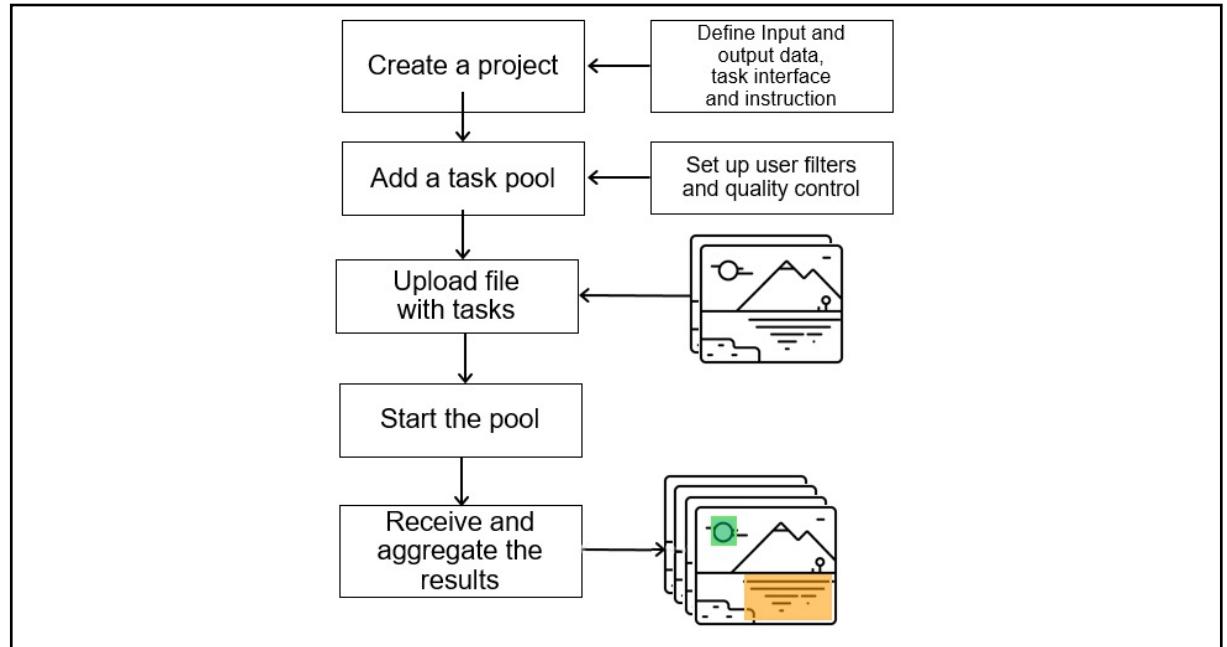 Create a project
Define Input and
output data,
task interface
and instruction
Add a task pool
Set up user filters
and quality control
Upload file
with tasks
Start the pool
Receive and
aggregate the
results